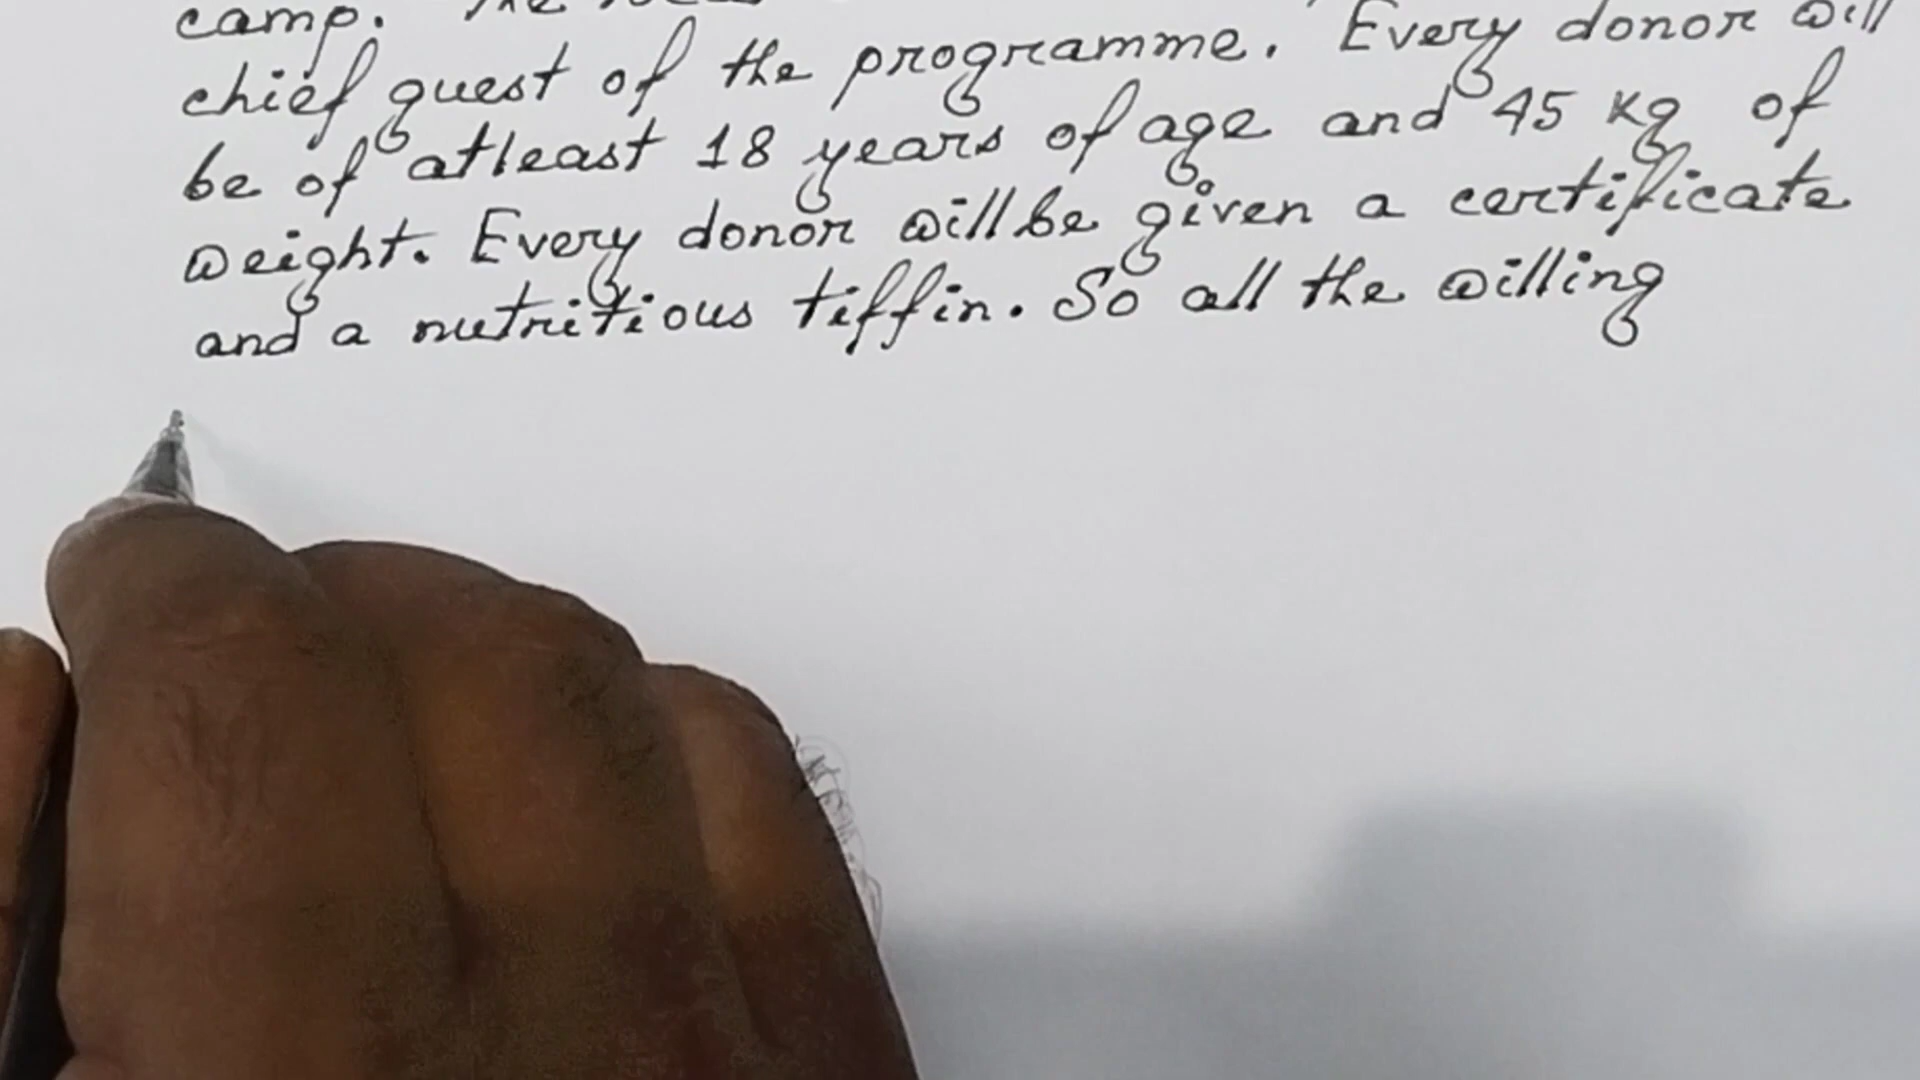 camp. The
chief guest of the programme. Every donor will
be of atleast 18 years of age and 45 kg of
weight. Every donor will be given a certificate
and a nutritious tiffin. So all the willing